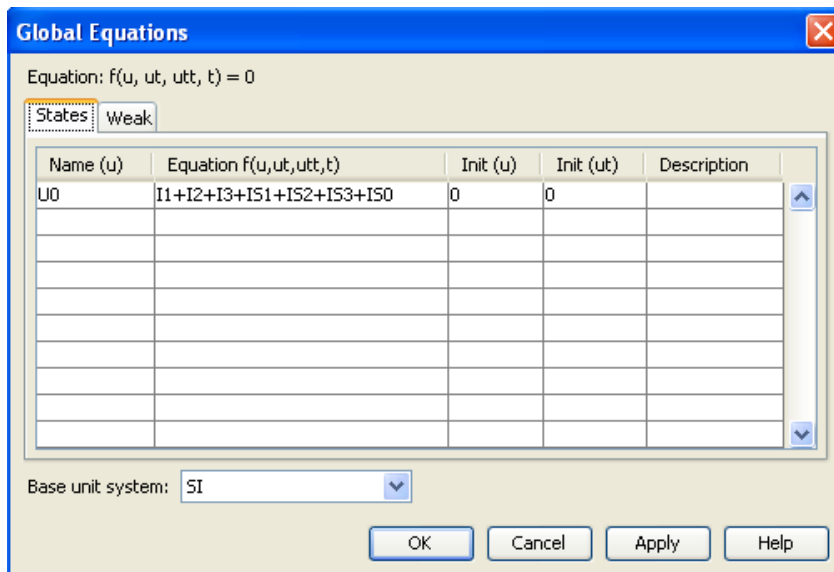 Global Equations
Equation: f(u, ut, utt, t) = 0
States Weak
Name (u) Equation f(u,ut,utt,t) Init (u) Init (ut) Description
U0 I1+I2+I3+IS1+IS2+IS3+IS0 0 0
Base unit system: SI
OK Cancel Apply Help